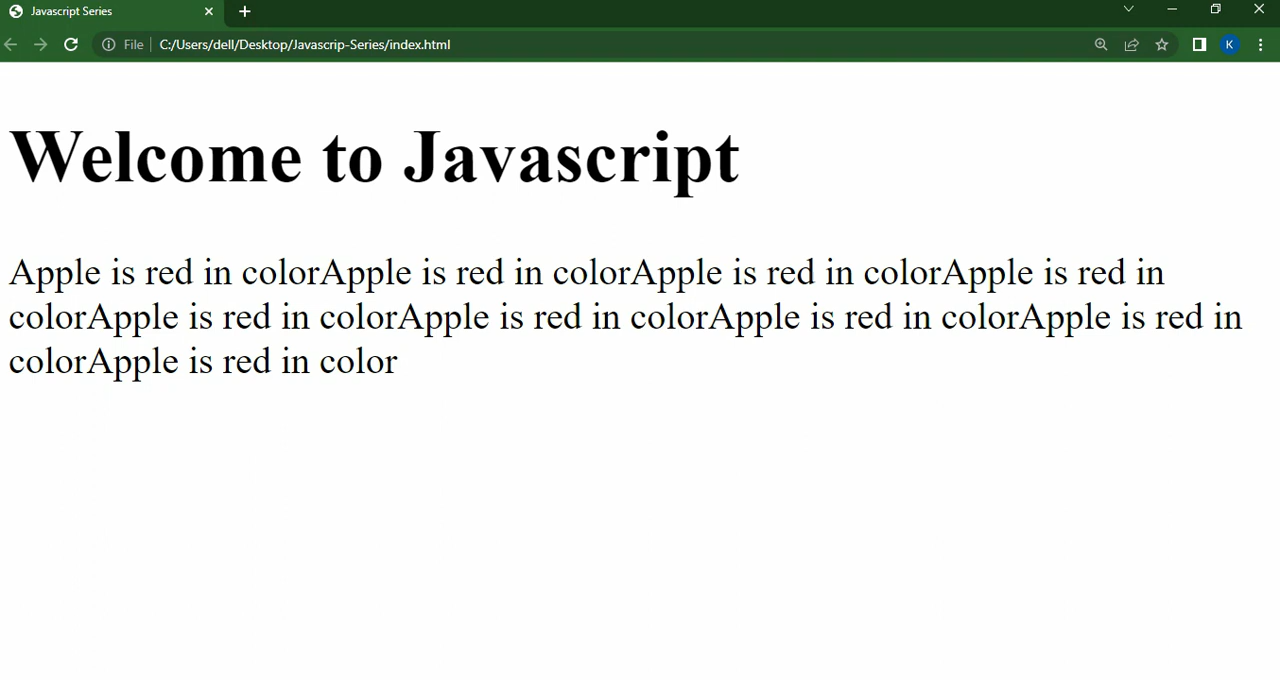 Javascript Series
File C:/Users/dell/Desktop/Javascrip-Series/index.html
K
Welcome to Javascript
Apple is red in colorApple is red in colorApple is red in colorApple is red in
colorApple is red in colorApple is red in colorApple is red in colorApple is red in
colorApple is red in color